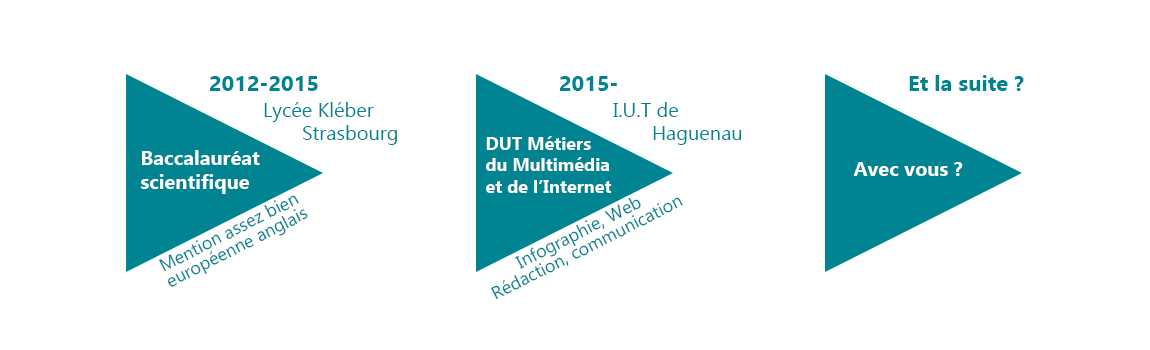 2012-2015
Lycée Kléber
Strasbourg
Baccalauréat
scientifique
Mention assez bien
européenne anglais
2015-
I.U.T de
Haguenau
DUT Métiers
du Multimédia
et de l'Internet
Infographie, Web
Rédaction, communication
Et la suite ?
Avec vous ?